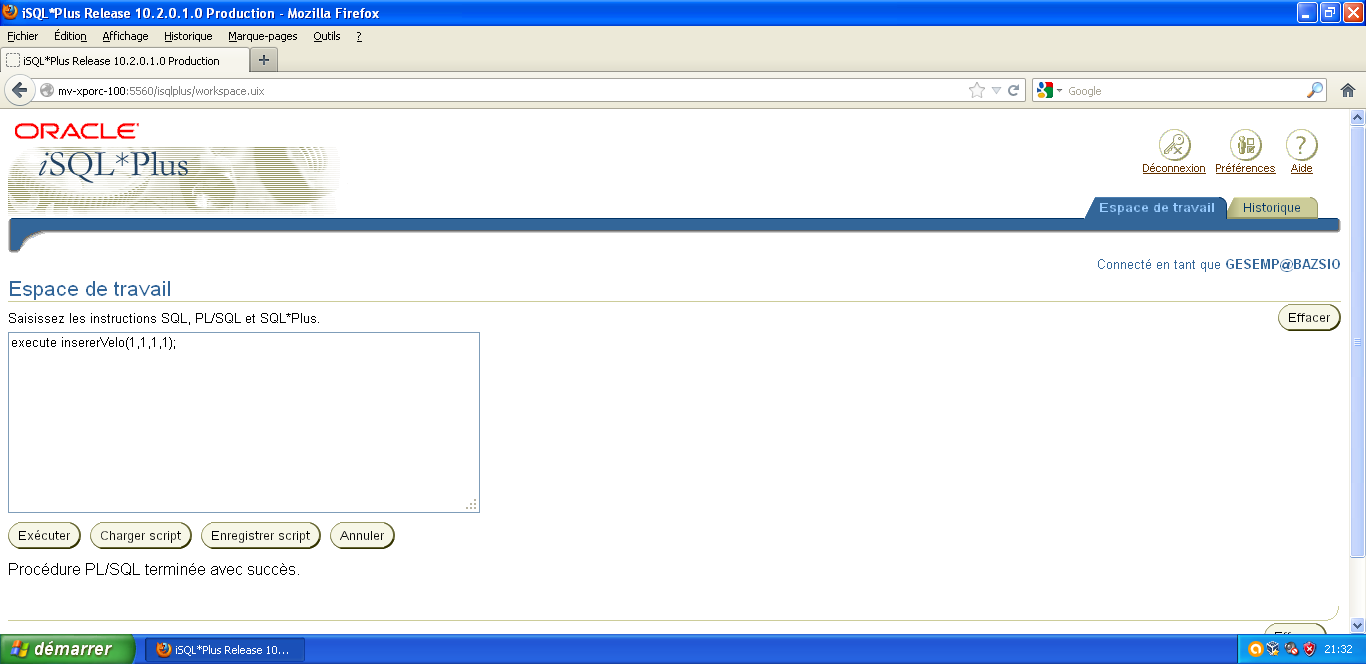 iSQL*Plus Release 10.2.0.1.0 Production - Mozilla Firefox
Fichier Édition Affichage Historique Marque-pages Outils ?
iSQL*Plus Release 10.2.0.1.0 Production +
mv-xporc-100:5560/isqlplus/workspace.uix
Google
ORACLE
iSQL*Plus
Déconnexion Préférences Aide
Espace de travail Historique
Connecté en tant que GESEMP@BAZSIO
Espace de travail
Saisissez les instructions SQL, PL/SQL et SQL*Plus.
Effacer
execute insererVelo(1,1,1,1);
Exécuter Charger script Enregistrer script Annuler
Procédure PL/SQL terminée avec succès.
démarrer
iSQL*Plus Release 10...
21:32